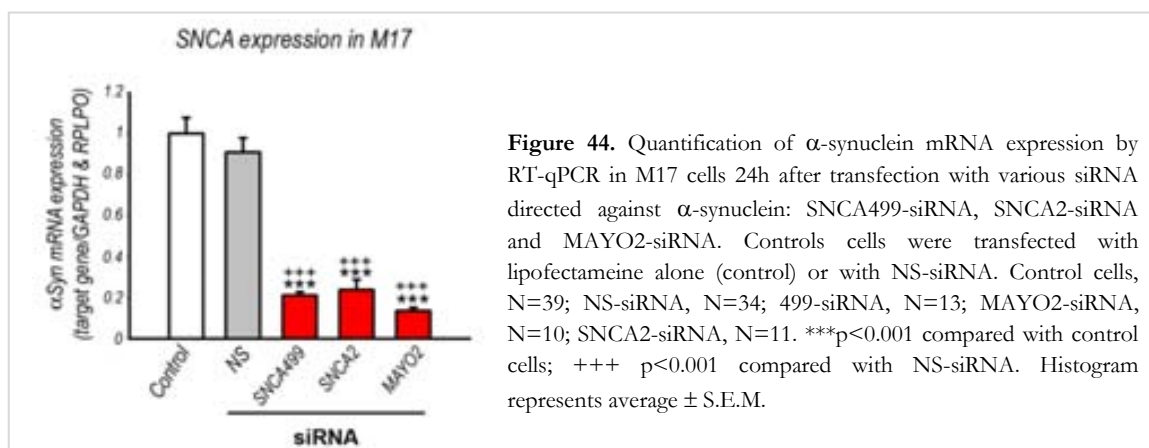 SNCA expression in M17
αSyn mRNA expression
(target gene/GAPDH & RPLPO)
1.2
1
0.8
0.6
0.4
0.2
0
+++
***
+++
***
+++
***
Control
NS
SNCA499
SNCA2
MAYO2
siRNA
Figure 44. Quantification of α-synuclein mRNA expression by
RT-qPCR in M17 cells 24h after transfection with various siRNA
directed against α-synuclein: SNCA499-siRNA, SNCA2-siRNA
and MAYO2-siRNA. Controls cells were transfected with
lipofectameine alone (control) or with NS-siRNA. Control cells,
N=39; NS-siRNA, N=34; 499-siRNA, N=13; MAYO2-siRNA,
N=10; SNCA2-siRNA, N=11. ***p<0.001 compared with control
cells; +++ p<0.001 compared with NS-siRNA. Histogram
represents average ± S.E.M.